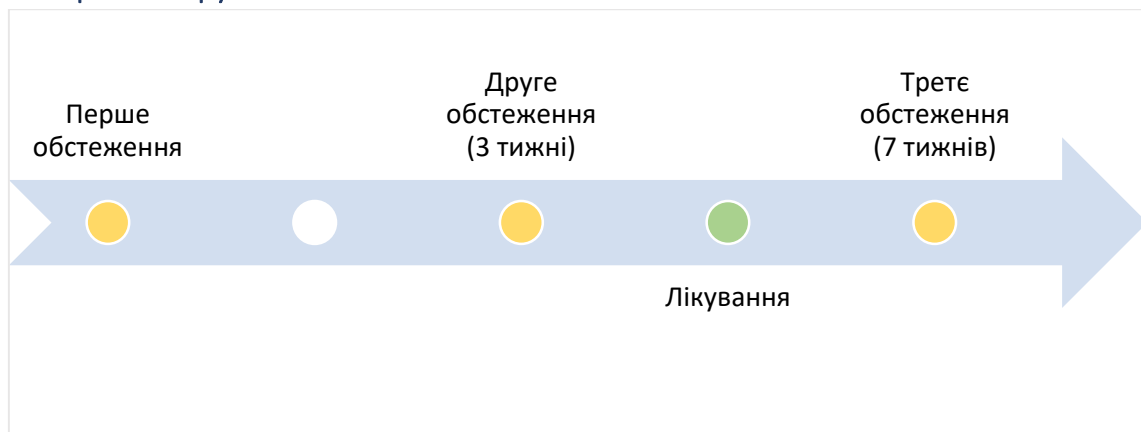 Перше
обстеження
Друге
обстеження
(3 тижні)
Третє
обстеження
(7 тижнів)
Лікування